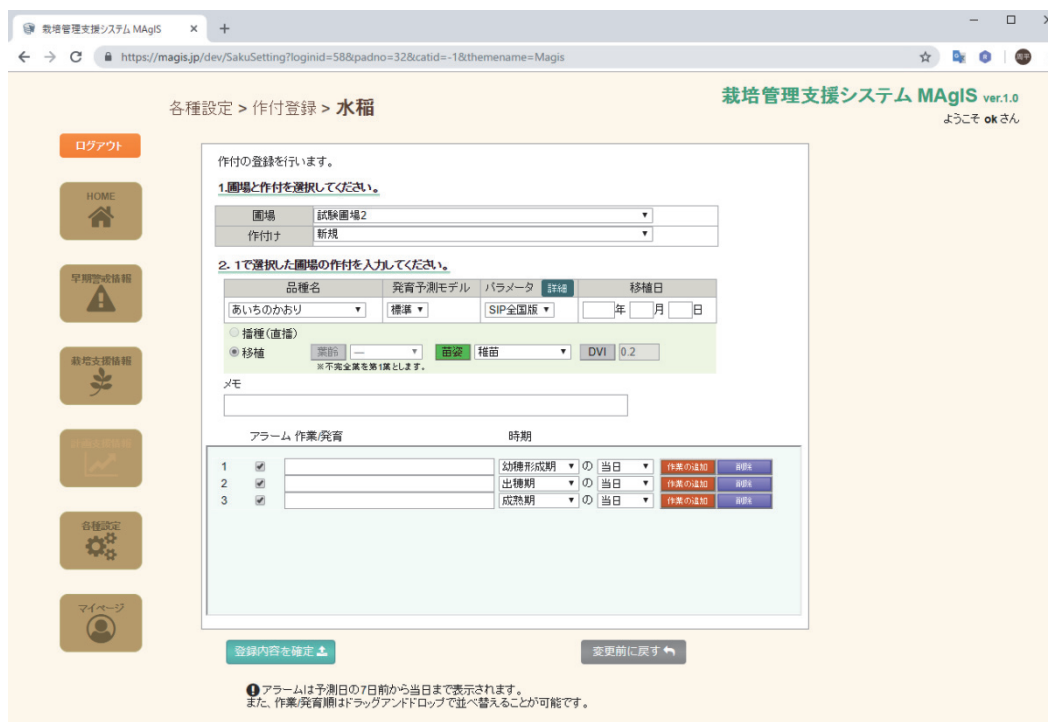 栽培管理支援システム MAgIS
https://magis.jp/dev/SakuSetting?loginid=58&padno=32&catid=-1&themename=Magis
各種設定 > 作付登録 > 水稲
栽培管理支援システム MAgIS ver.1.0
ようこそ ok さん
ログアウト
HOME
早期警戒情報
栽培支援情報
計画支援情報
各種設定
マイページ
作付の登録を行います。
1.圃場と作付を選択してください。
圃場 試験圃場2
作付け 新規
2. 1で選択した圃場の作付を入力してください。
品種名 発育予測モデル パラメータ 詳細 移植日
あいちのかおり 標準 SIP全国版 年 月 日
播種(直播)
移植 葉齢 --- 苗姿 稚苗 DVI 0.2
※不完全葉を第1葉とします。
メモ
アラーム 作業/発育 時期
1 幼穂形成期 の 当日 作業の追加 削除
2 出穂期 の 当日 作業の追加 削除
3 成熟期 の 当日 作業の追加 削除
登録内容を確定 変更前に戻す
アラームは予測日の7日前から当日まで表示されます。
また、作業/発育順はドラッグアンドドロップで並べ替えることが可能です。